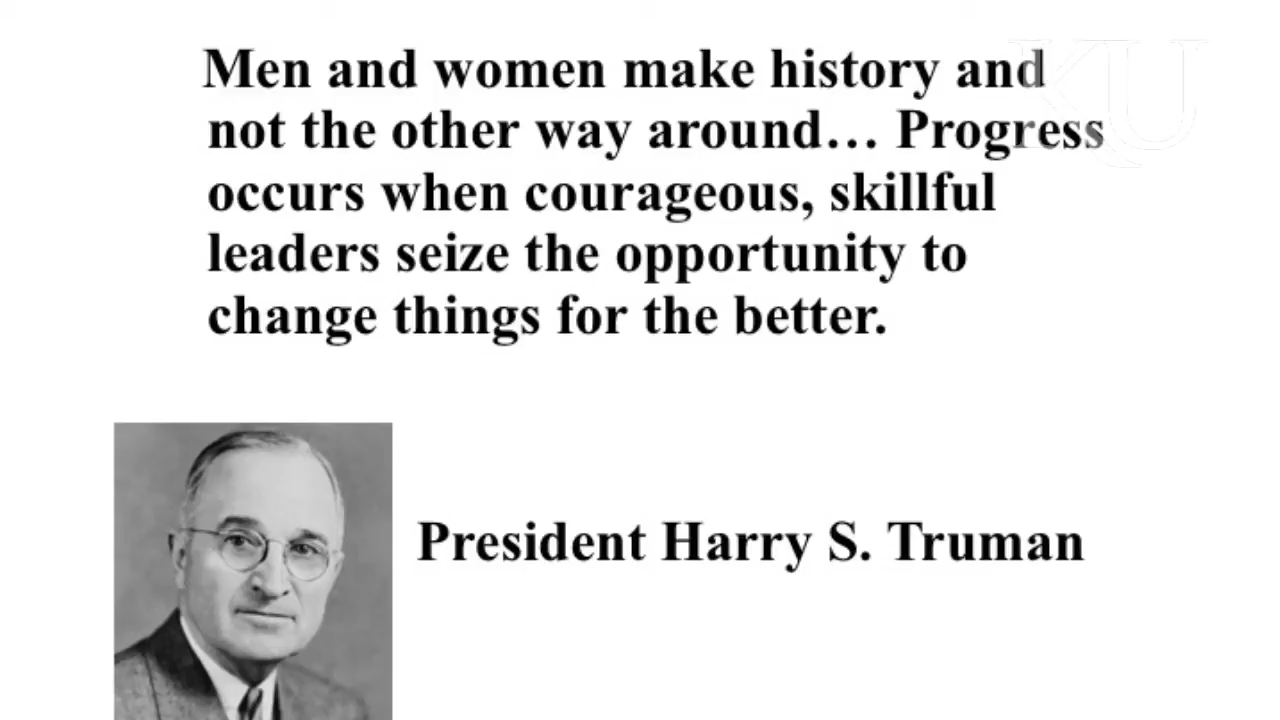 Men and women make history and
not the other way around... Progress
occurs when courageous, skillful
leaders seize the opportunity to
change things for the better.
President Harry S. Truman
KU